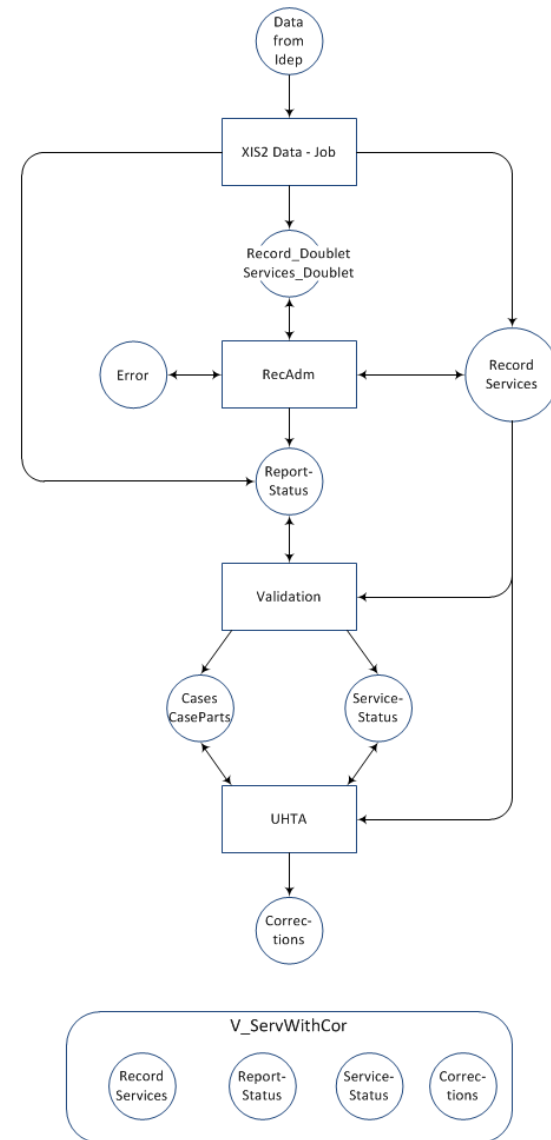 Data
from
Idep
XIS2 Data - Job
Record_Doublet
Services_Doublet
Error
RecAdm
Record
Services
Report-
Status
Validation
Cases
CaseParts
Service-
Status
UHTA
Correc-
tions
V_ServWithCor
Record
Services
Report-
Status
Service-
Status
Correc-
tions